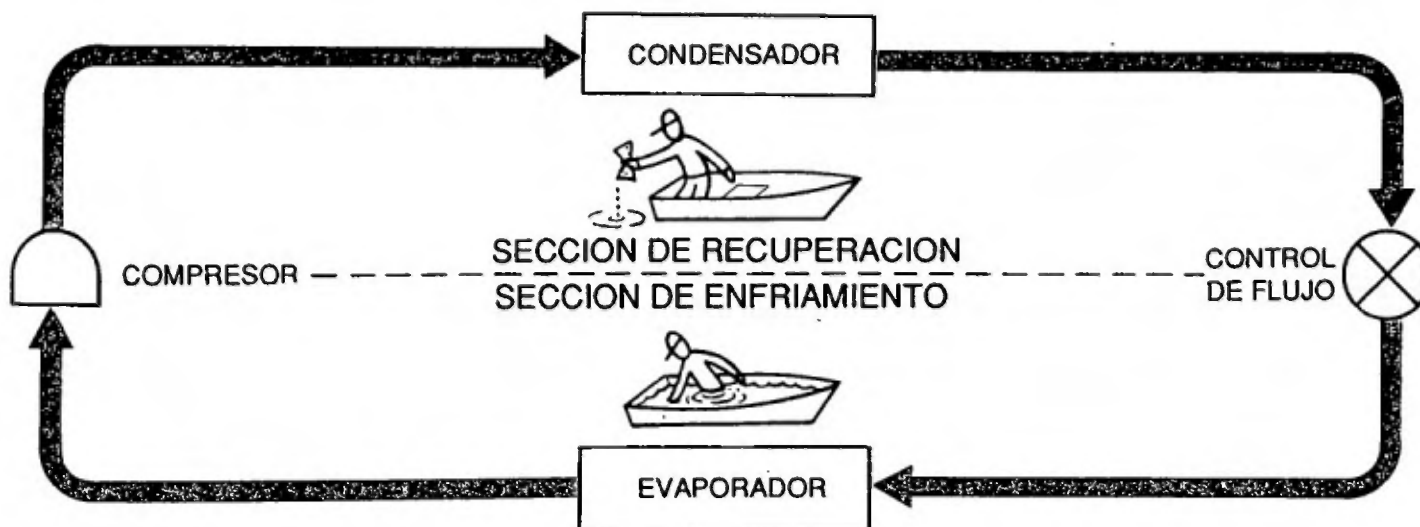 CONDENSADOR
SECCION DE RECUPERACION
COMPRESOR
CONTROL
DE FLUJO
SECCION DE ENFRIAMIENTO
EVAPORADOR